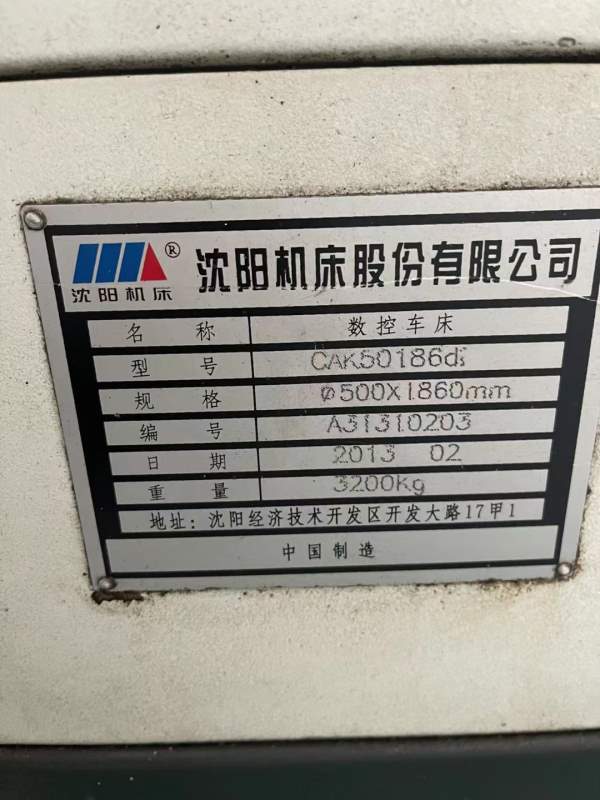 沈阳机床 ® 沈阳机床股份有限公司
名称 数控车床
型号 CAK50186di
规格 φ500X1860mm
编号 A31310203
日期 2013 02
重量 3200Kg
地址：沈阳经济技术开发区开发大路17甲1
中国制造